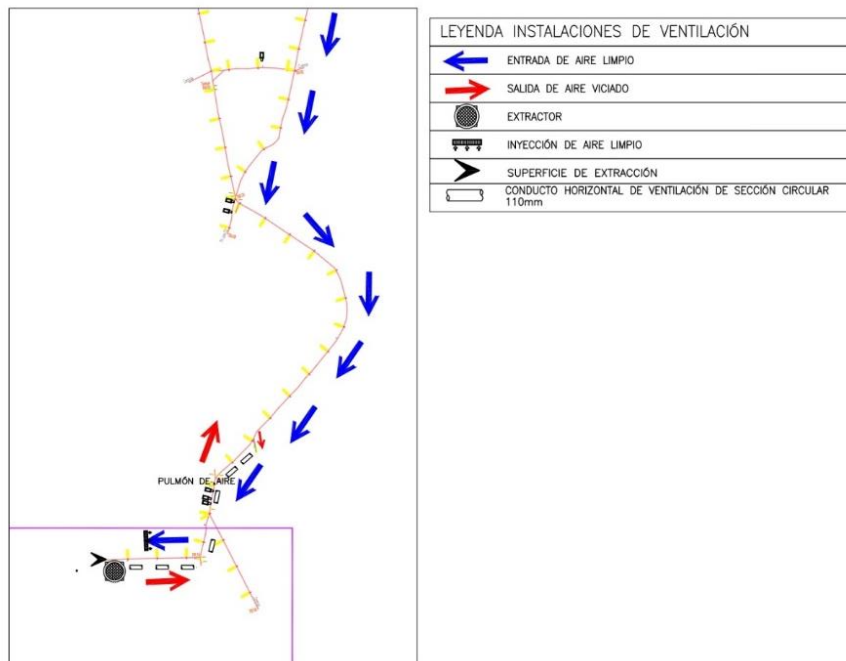 LEYENDA INSTALACIONES DE VENTILACIÓN
ENTRADA DE AIRE LIMPIO
SALIDA DE AIRE VICIADO
EXTRACTOR
INYECCIÓN DE AIRE LIMPIO
SUPERFICIE DE EXTRACCIÓN
CONDUCTO HORIZONTAL DE VENTILACIÓN DE SECCIÓN CIRCULAR
110mm
PULMÓN DE AIRE